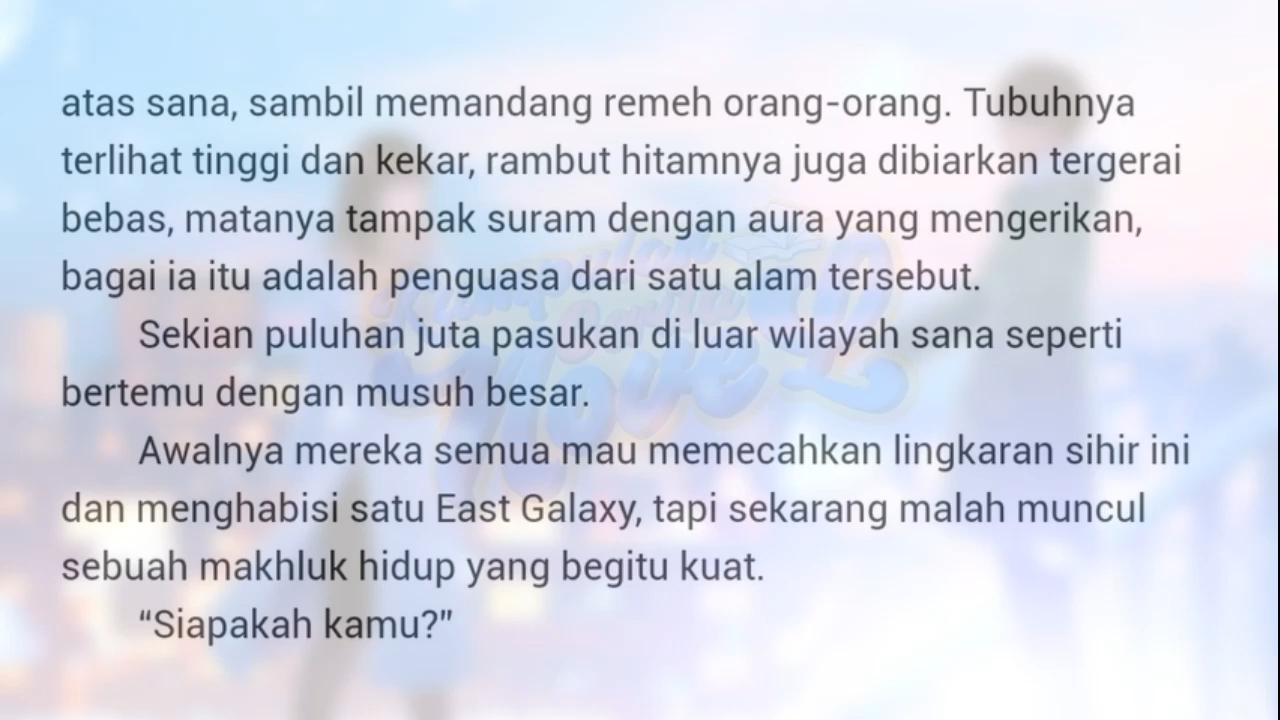 atas sana, sambil memandang remeh orang-orang. Tubuhnya
terlihat tinggi dan kekar, rambut hitamnya juga dibiarkan tergerai
bebas, matanya tampak suram dengan aura yang mengerikan,
bagai ia itu adalah penguasa dari satu alam tersebut.
Sekian puluhan juta pasukan di luar wilayah sana seperti
bertemu dengan musuh besar.
Awalnya mereka semua mau memecahkan lingkaran sihir ini
dan menghabisi satu East Galaxy, tapi sekarang malah muncul
sebuah makhluk hidup yang begitu kuat.
“Siapakah kamu?”